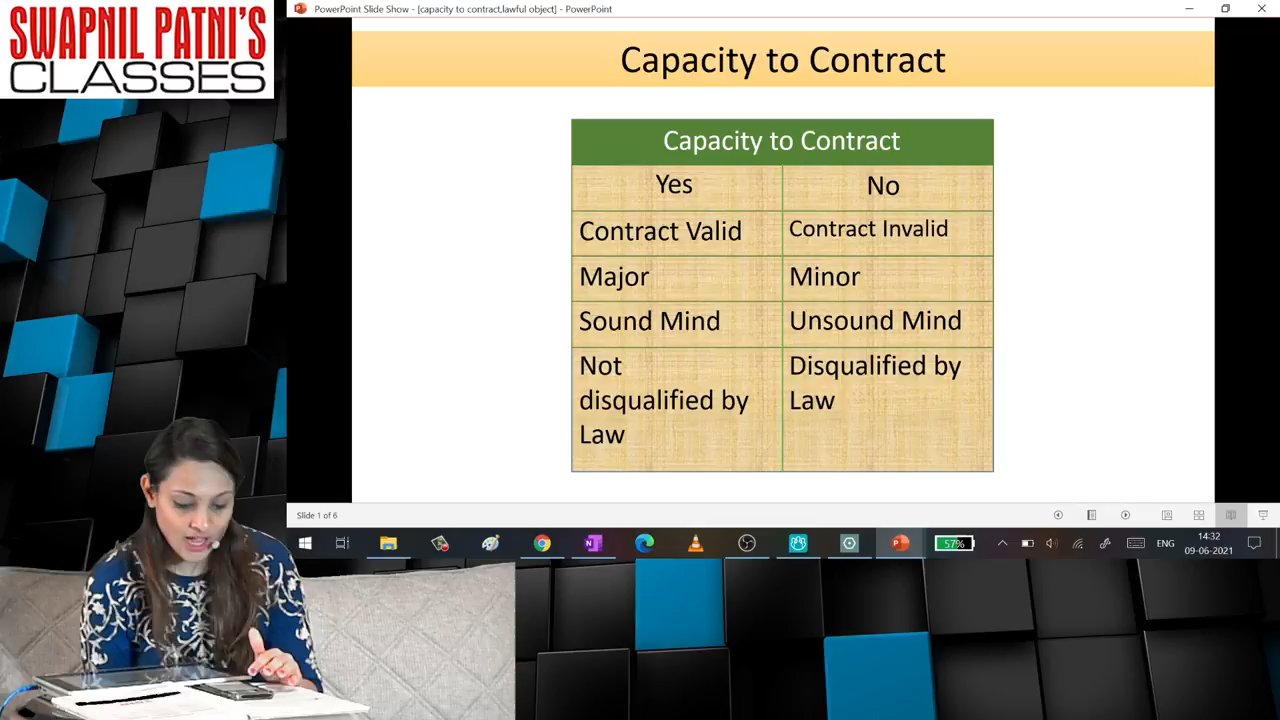 SWAPNIL PATNI'S
CLASSES
PowerPoint Slide Show - [capacity to contract,lawful object] - PowerPoint
Capacity to Contract
Capacity to Contract
Yes
No
Contract Valid
Contract Invalid
Major
Minor
Sound Mind
Unsound Mind
Not
disqualified by
Law
Disqualified by
Law
Slide 1 of 6
57%
ENG
14:32
09-06-2021